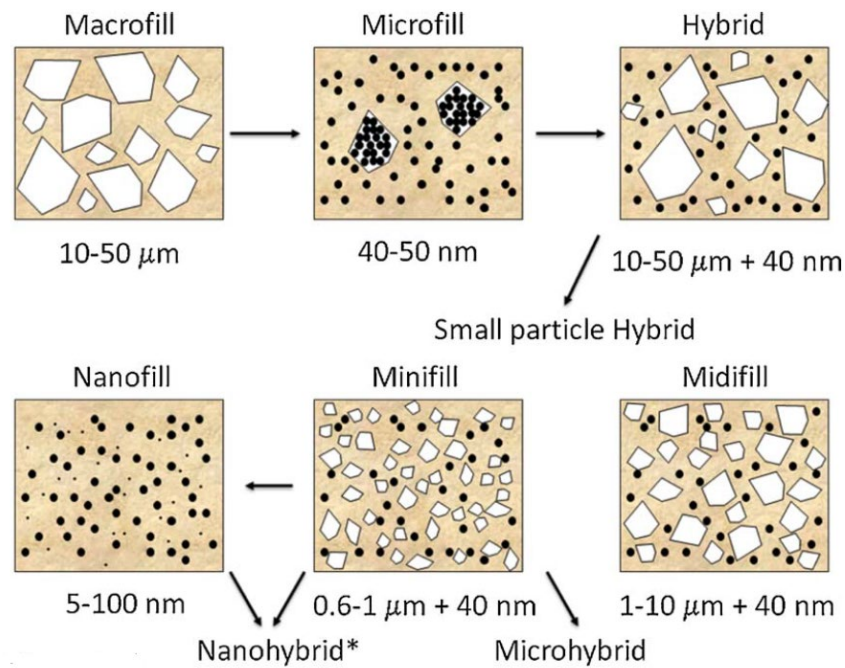 Macrofill Microfill Hybrid
10-50 μm 40-50 nm 10-50 μm + 40 nm
Small particle Hybrid
Nanofill Minifill Midifill
5-100 nm 0.6-1 μm + 40 nm 1-10 μm + 40 nm
Nanohybrid* Microhybrid